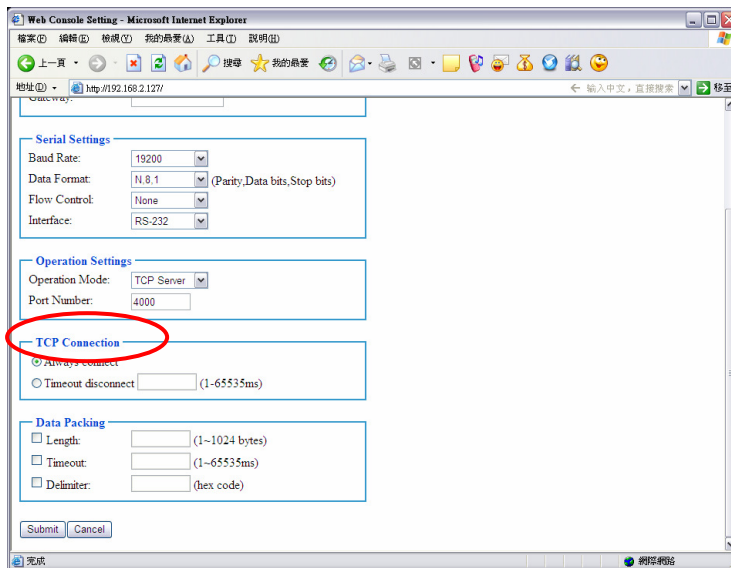 Web Console Setting - Microsoft Internet Explorer
檔案(F) 編輯(E) 檢視(V) 我的最愛(A) 工具(T) 說明(H)
上一頁 搜尋 我的最愛
地址(D) http://192.168.2.127/ 输入中文，直接搜索 移至
Gateway:
Serial Settings
Baud Rate: 19200
Data Format: N,8,1 (Parity,Data bits,Stop bits)
Flow Control: None
Interface: RS-232
Operation Settings
Operation Mode: TCP Server
Port Number: 4000
TCP Connection
Always connect
Timeout disconnect (1-65535ms)
Data Packing
Length: (1~1024 bytes)
Timeout: (1~65535ms)
Delimiter: (hex code)
Submit Cancel
完成 網際網路